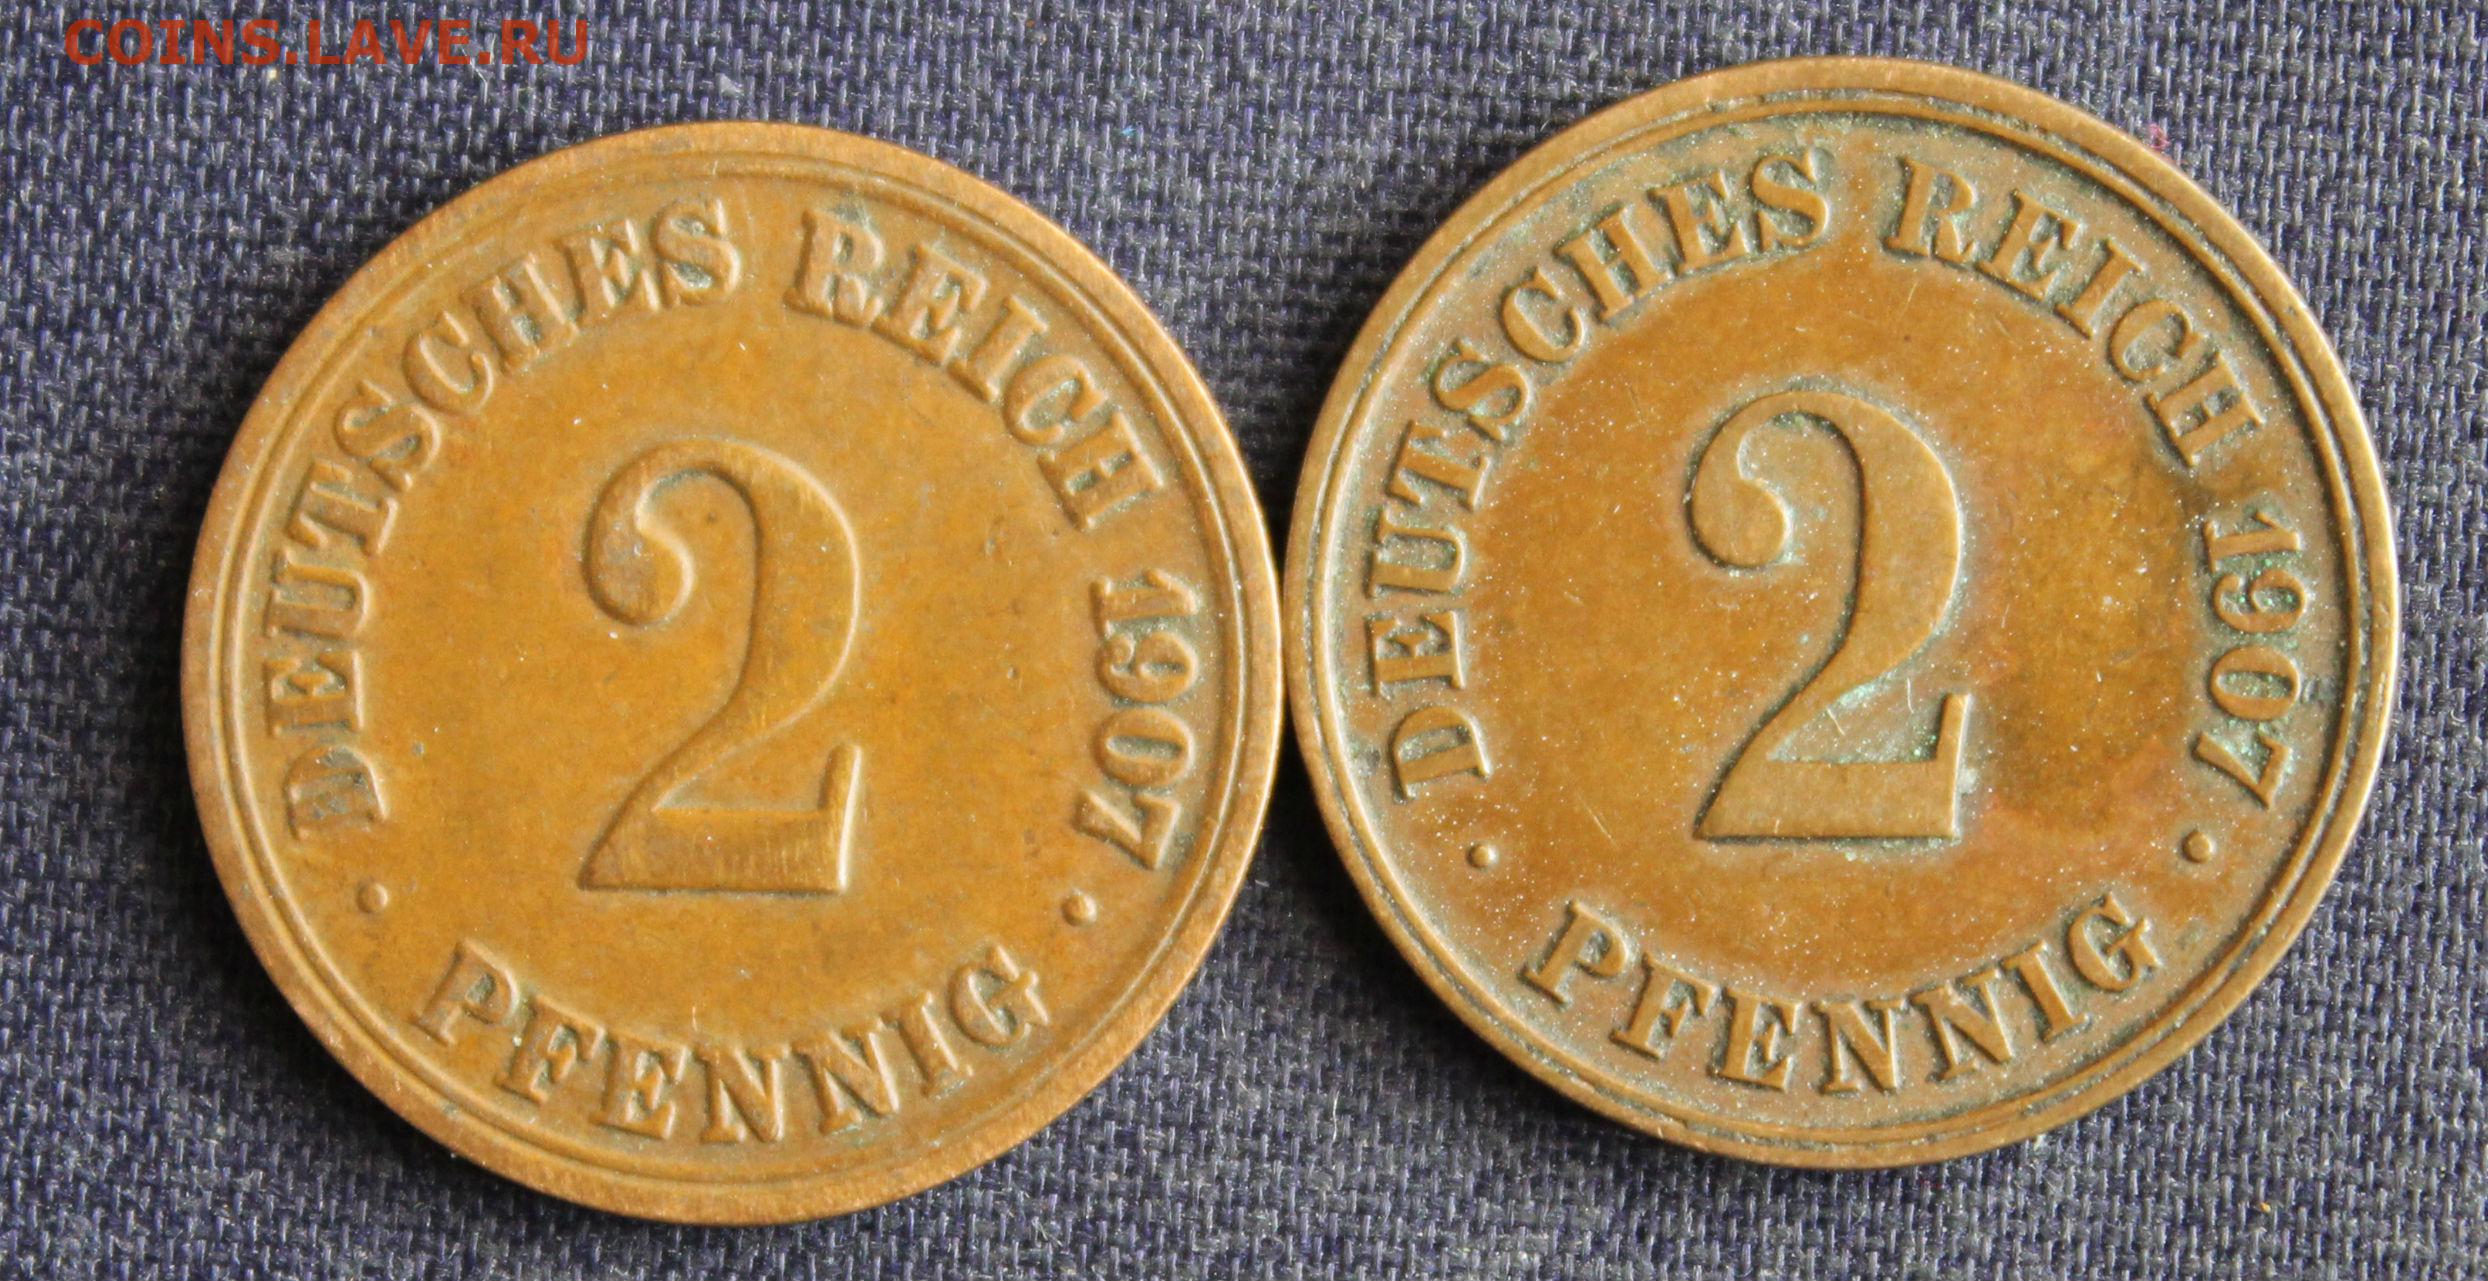 COINS.LAVE.RU
DEUTSCHES REICH 1907
2
· PFENNIG ·
DEUTSCHES REICH 1907
2
· PFENNIG ·